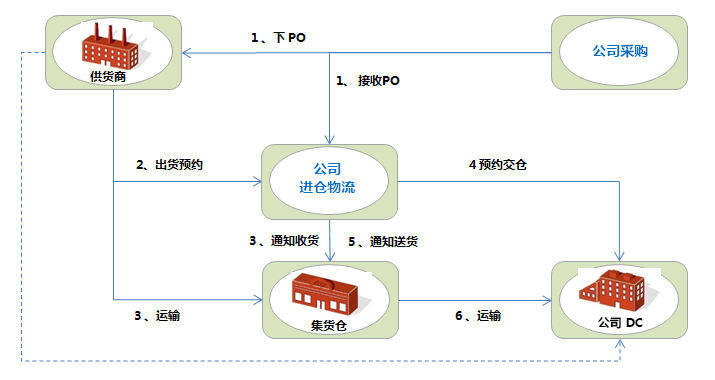 1、下 PO
公司采购
供货商
1、 接收PO
2、出货预约
公司
进仓物流
4 预约交仓
3 、通知收货
5、通知送货
3 、运输
集货仓
6 、运输
公司 DC